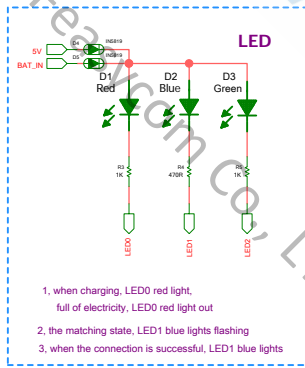 LED
D4
IN5819
5V
D5
IN5819
BAT_IN
D1
Red
D2
Blue
D3
Green
R3
1K
R4
470R
R5
1K
LED0
LED1
LED2
1, when charging, LED0 red light,
full of electricity, LED0 red light out
2, the matching state, LED1 blue lights flashing
3, when the connection is successful, LED1 blue lights